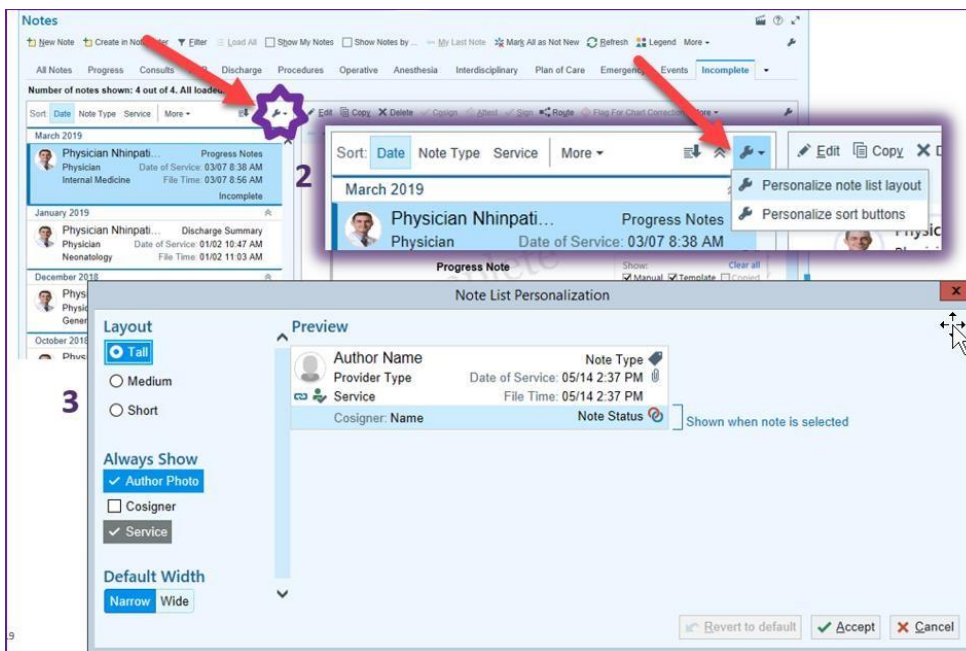 Notes
New Note Create in Filter Load All Show My Notes Show Notes by ... My Last Note Mark All as Not New Refresh Legend More
All Notes Progress Consults Discharge Procedures Operative Anesthesia Interdisciplinary Plan of Care Emergency Events Incomplete
Number of notes shown: 4 out of 4. All loaded.
Sort: Date Note Type Service More Edit Copy Delete Cosign Attest Sign Route Flag For Chart Correction More
March 2019
Physician Nhinpati... Progress Notes
Physician Date of Service: 03/07 8:38 AM
Internal Medicine File Time: 03/07 8:56 AM
Incomplete
January 2019
Physician Nhinpati... Discharge Summary
Physician Date of Service: 01/02 10:47 AM
Neonatology File Time: 01/02 11:03 AM
December 2018
Phys
Physic
Gener
October 2018
Phys
2
Sort: Date Note Type Service More Edit Copy
Personalize note list layout
Personalize sort buttons
March 2019
Physician Nhinpati... Progress Notes
Physician Date of Service: 03/07 8:38 AM
Progress Note
Show: Clear all
Manual Template Copied
3
Note List Personalization
Layout
Tall
Medium
Short
Always Show
Author Photo
Cosigner
Service
Default Width
Narrow Wide
Preview
Author Name Note Type
Provider Type Date of Service: 05/14 2:37 PM
Service File Time: 05/14 2:37 PM
Cosigner: Name Note Status
Shown when note is selected
Revert to default Accept Cancel
9